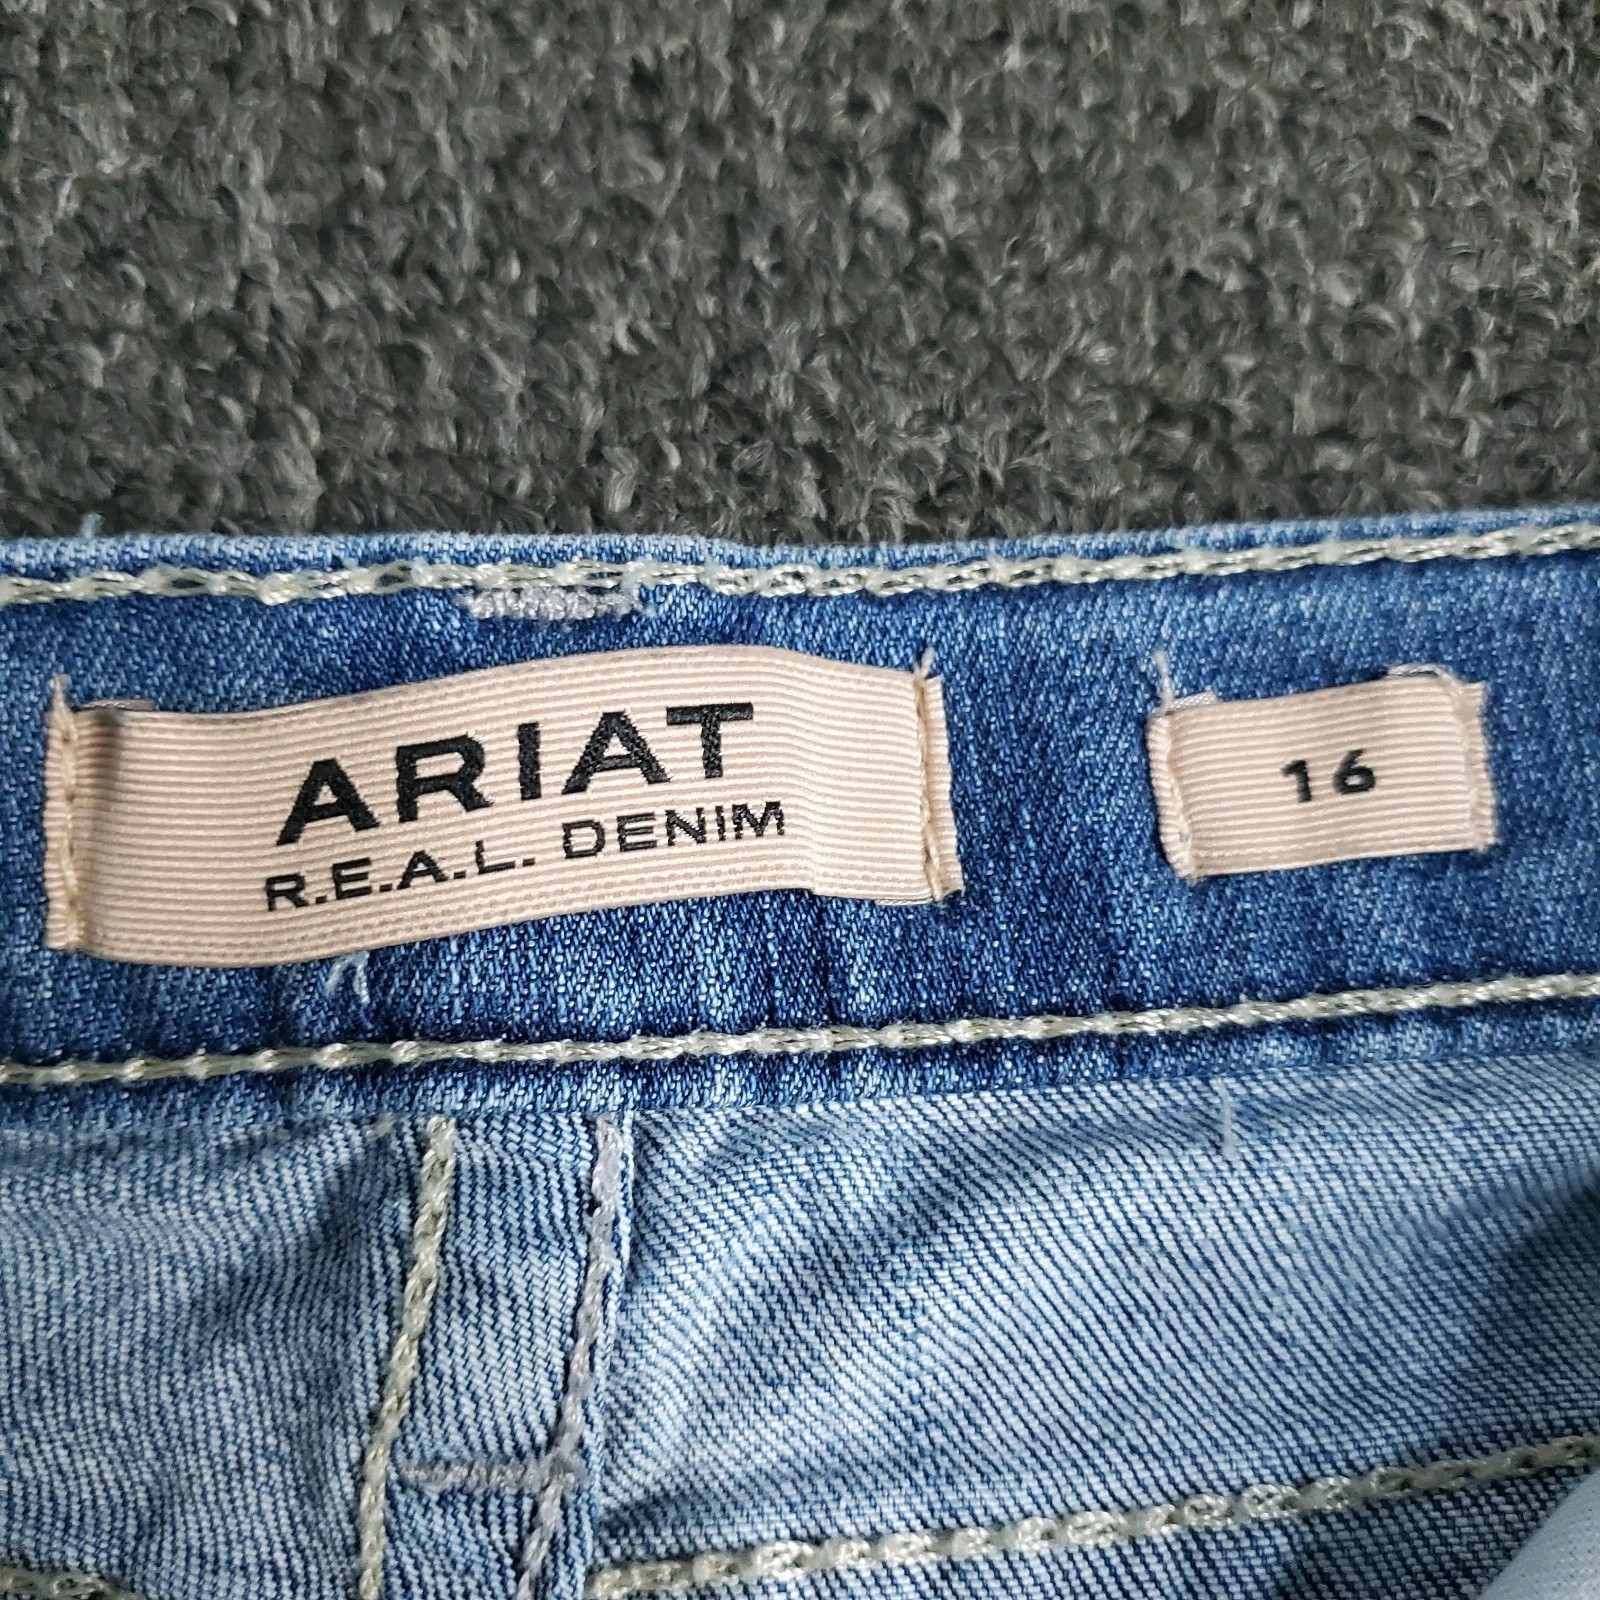 ARIAT
R.E.A.L. DENIM
16